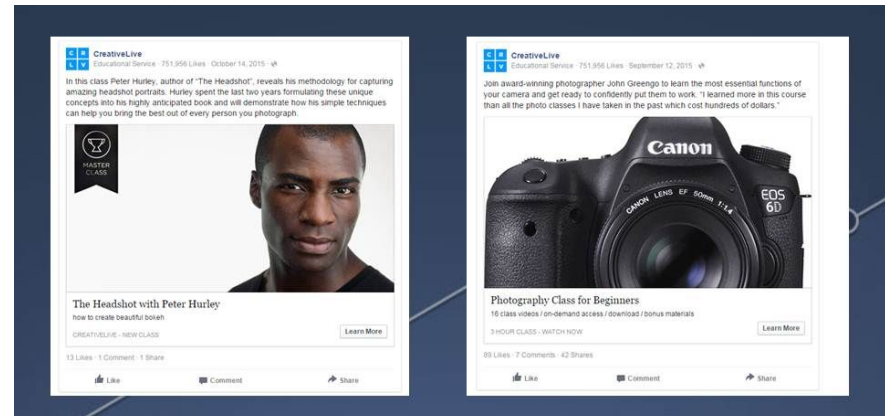 C R
L V
CreativeLive
Educational Service · 751,956 Likes · October 14, 2015 ·
In this class Peter Hurley, author of "The Headshot", reveals his methodology for capturing
amazing headshot portraits. Hurley spent the last two years formulating these unique
concepts into his highly anticipated book and will demonstrate how his simple techniques
can help you bring the best out of every person you photograph.
MASTER
CLASS
The Headshot with Peter Hurley
how to create beautiful bokeh
CREATIVELIVE - NEW CLASS
Learn More
13 Likes · 1 Comment · 1 Share
Like Comment Share
C R
L V
CreativeLive
Educational Service · 751,956 Likes · September 12, 2015 ·
Join award-winning photographer John Greengo to learn the most essential functions of
your camera and get ready to confidently put them to work. "I learned more in this course
than all the photo classes I have taken in the past which cost hundreds of dollars."
Canon
EOS
6D
CANON LENS EF 50mm 1:1.4
Photography Class for Beginners
16 class videos / on-demand access / download / bonus materials
3 HOUR CLASS - WATCH NOW
Learn More
89 Likes · 7 Comments · 42 Shares
Like Comment Share